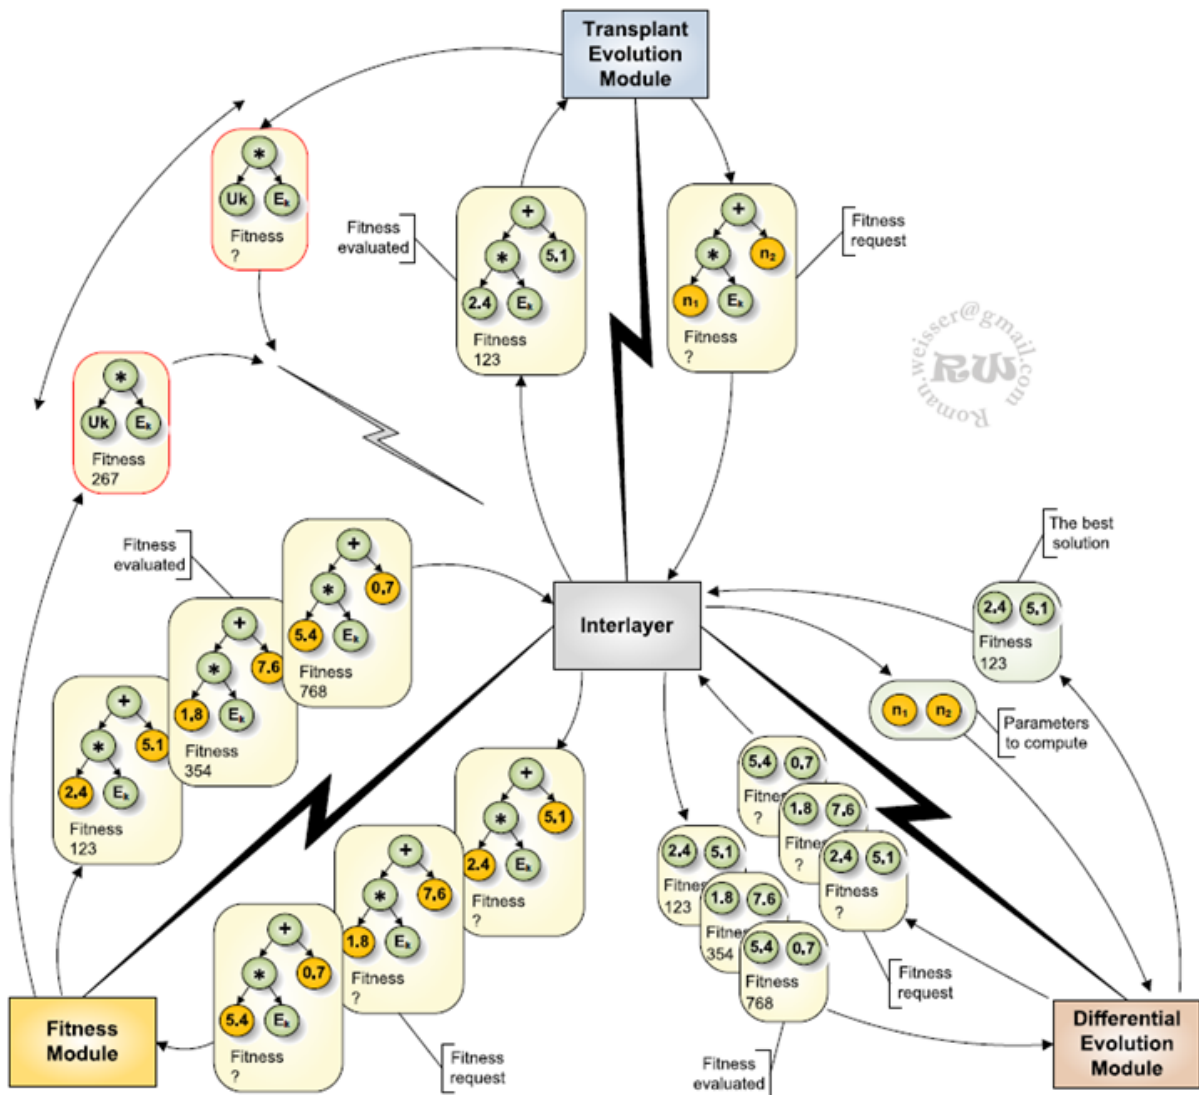 Transplant
Evolution
Module
*
Uk
Ek
Fitness
?
Fitness
evaluated
+
*
5.1
2.4
Ek
Fitness
123
+
*
n2
n1
Ek
Fitness
?
Fitness
request
Roman.weisser@gmail.com
RW
*
Uk
Ek
Fitness
267
Fitness
evaluated
+
*
0.7
5.4
Ek
Fitness
768
+
*
7.6
1.8
Ek
Fitness
354
+
*
5.1
2.4
Ek
Fitness
123
Interlayer
The best
solution
2.4 5.1
Fitness
123
n1 n2
Parameters
to compute
+
*
5.1
2.4
Ek
Fitness
?
+
*
7.6
1.8
Ek
Fitness
?
+
*
0.7
5.4
Ek
Fitness
?
Fitness
request
5.4 0.7
Fitness
?
1.8 7.6
Fitness
?
2.4 5.1
Fitness
?
Fitness
request
2.4 5.1
Fitness
123
1.8 7.6
Fitness
354
5.4 0.7
Fitness
768
Fitness
evaluated
Fitness
Module
Differential
Evolution
Module